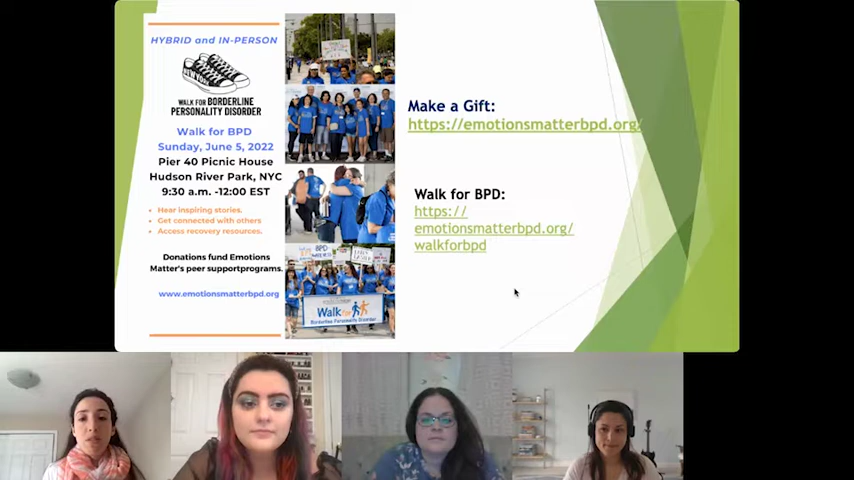 HYBRID and IN-PERSON
WALK FOR BORDERLINE
PERSONALITY DISORDER
Walk for BPD
Sunday, June 5, 2022
Pier 40 Picnic House
Hudson River Park, NYC
9:30 a.m. -12:00 EST
• Hear inspiring stories.
• Get connected with others
• Access recovery resources.
Donations fund Emotions
Matter's peer supportprograms.
www.emotionsmatterbpd.org
BPD
Walk for
Borderline Personality Disorder
Make a Gift:
https://emotionsmatterbpd.org/
Walk for BPD:
https://
emotionsmatterbpd.org/
walkforbpd